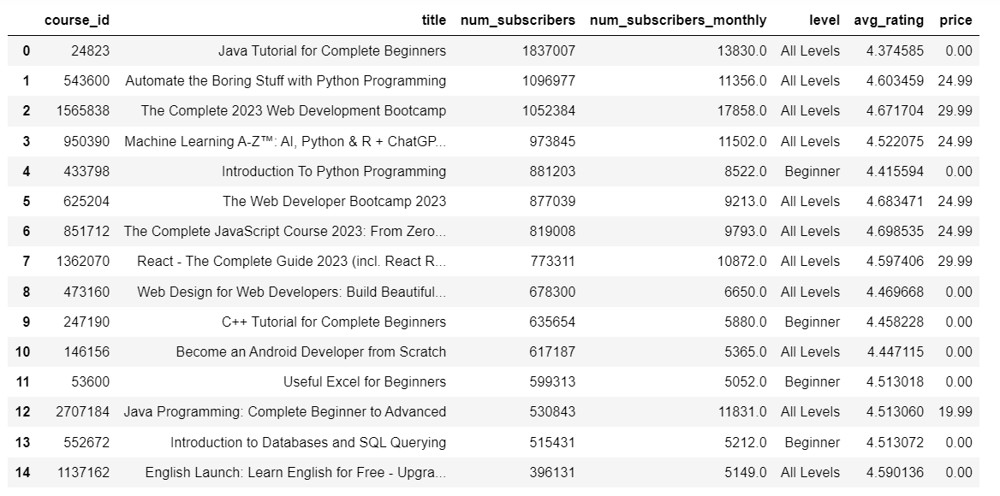 course_id title num_subscribers num_subscribers_monthly level avg_rating price
0 24823 Java Tutorial for Complete Beginners 1837007 13830.0 All Levels 4.374585 0.00
1 543600 Automate the Boring Stuff with Python Programming 1096977 11356.0 All Levels 4.603459 24.99
2 1565838 The Complete 2023 Web Development Bootcamp 1052384 17858.0 All Levels 4.671704 29.99
3 950390 Machine Learning A-Z™: AI, Python & R + ChatGP... 973845 11502.0 All Levels 4.522075 24.99
4 433798 Introduction To Python Programming 881203 8522.0 Beginner 4.415594 0.00
5 625204 The Web Developer Bootcamp 2023 877039 9213.0 All Levels 4.683471 24.99
6 851712 The Complete JavaScript Course 2023: From Zero... 819008 9793.0 All Levels 4.698535 24.99
7 1362070 React - The Complete Guide 2023 (incl. React R... 773311 10872.0 All Levels 4.597406 29.99
8 473160 Web Design for Web Developers: Build Beautiful... 678300 6650.0 All Levels 4.469668 0.00
9 247190 C++ Tutorial for Complete Beginners 635654 5880.0 Beginner 4.458228 0.00
10 146156 Become an Android Developer from Scratch 617187 5365.0 All Levels 4.447115 0.00
11 53600 Useful Excel for Beginners 599313 5052.0 Beginner 4.513018 0.00
12 2707184 Java Programming: Complete Beginner to Advanced 530843 11831.0 All Levels 4.513060 19.99
13 552672 Introduction to Databases and SQL Querying 515431 5212.0 Beginner 4.513072 0.00
14 1137162 English Launch: Learn English for Free - Upgra... 396131 5149.0 All Levels 4.590136 0.00